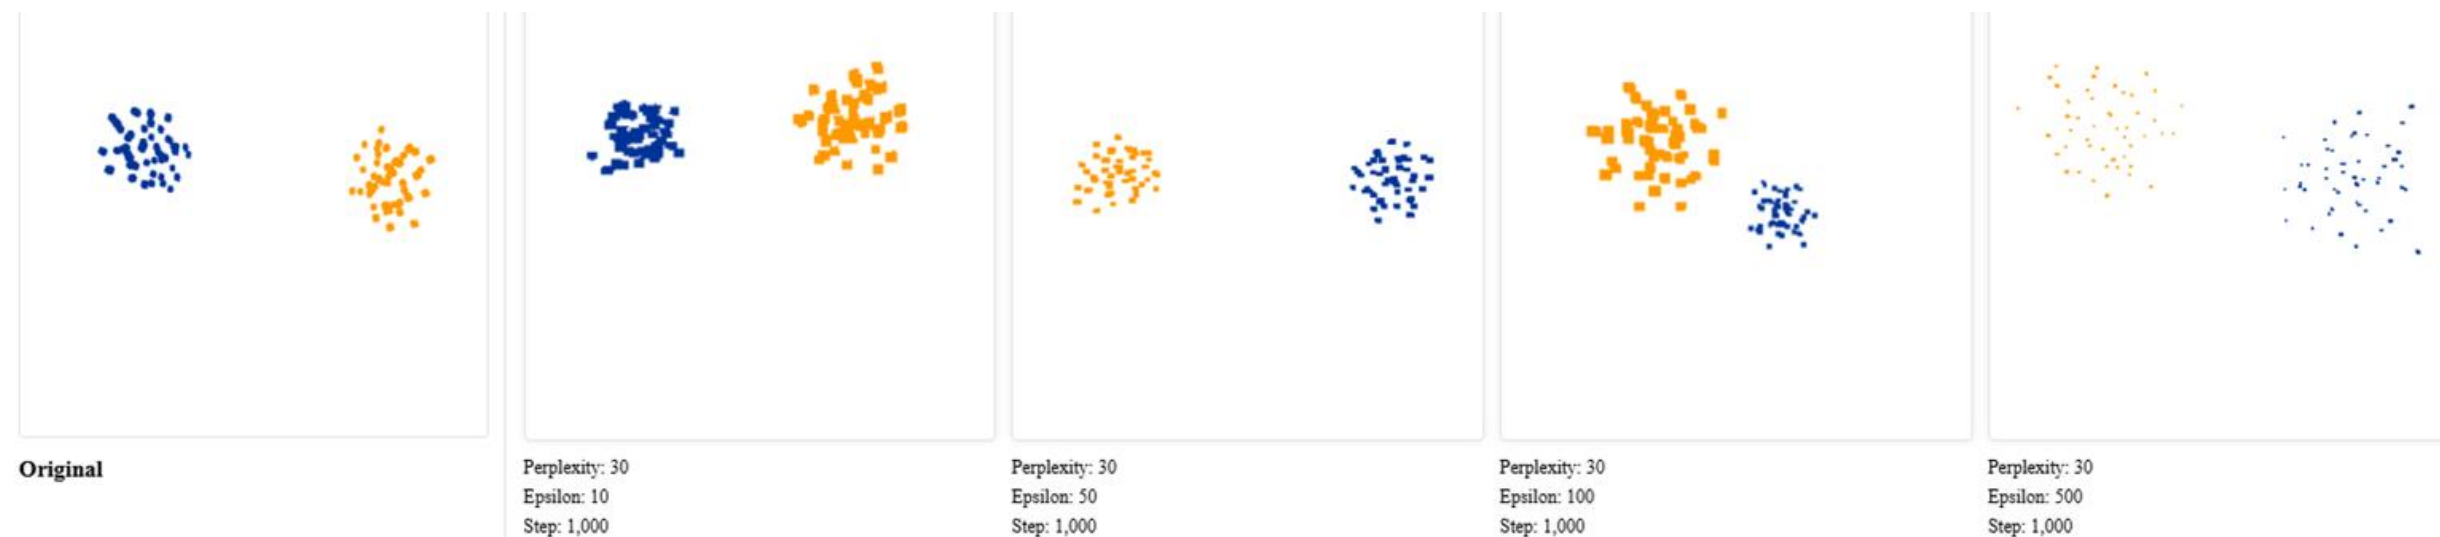 Original
Perplexity: 30
Epsilon: 10
Step: 1,000
Perplexity: 30
Epsilon: 50
Step: 1,000
Perplexity: 30
Epsilon: 100
Step: 1,000
Perplexity: 30
Epsilon: 500
Step: 1,000